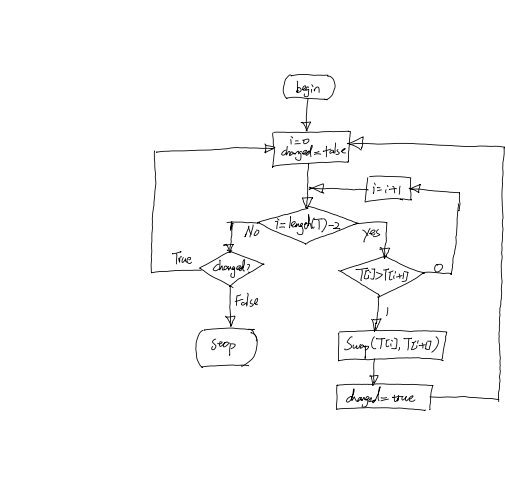 begin
i=0
changed=false
i=i+1
i=length(T)-2
No
yes
True
changed?
T[i]>T[i+1]
0
False
1
stop
Swap(T[i],T[i+1])
changed=true